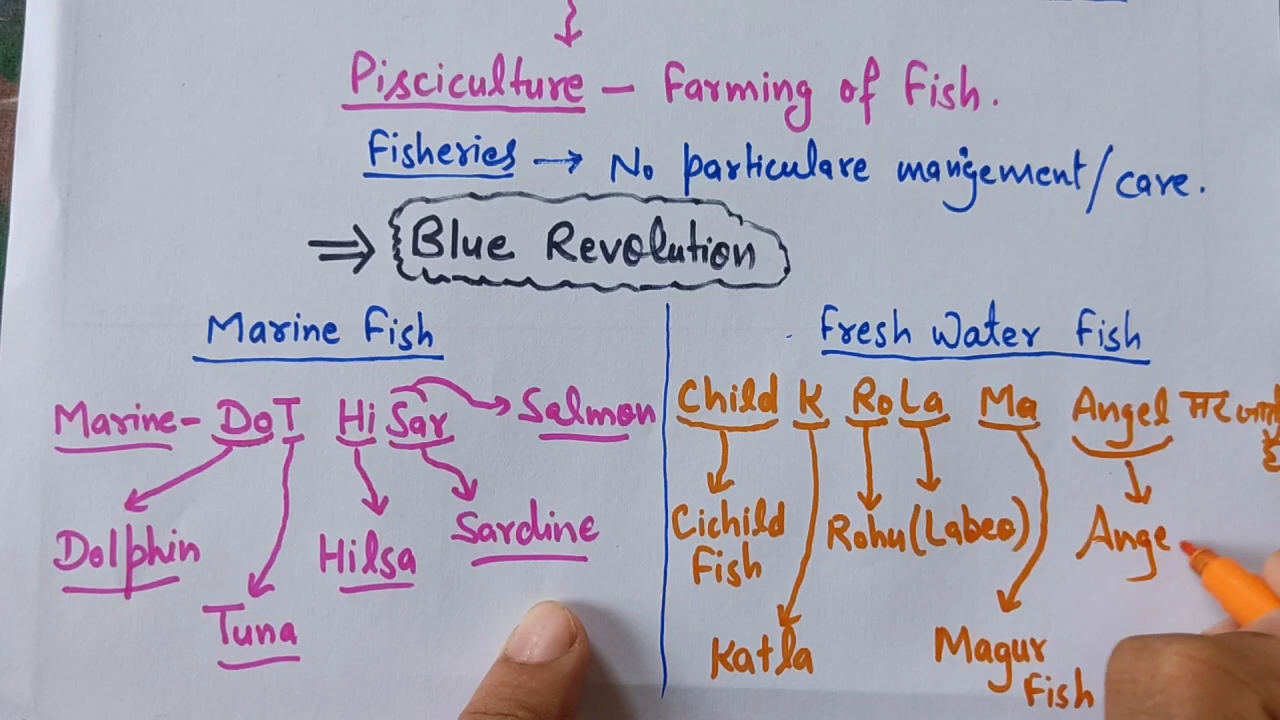 Pisciculture - Farming of Fish.
Fisheries → No particulare mangement/care.
⇒ Blue Revolution
Marine Fish
Marine- DoT Hi Sar → Salmon
Dolphin
Tuna
Hilsa
Sardine
Fresh Water Fish
Child K RoLa Ma Angel मर
Cichild Fish
Katla
Rohu (Labeo)
Magur Fish
Ange